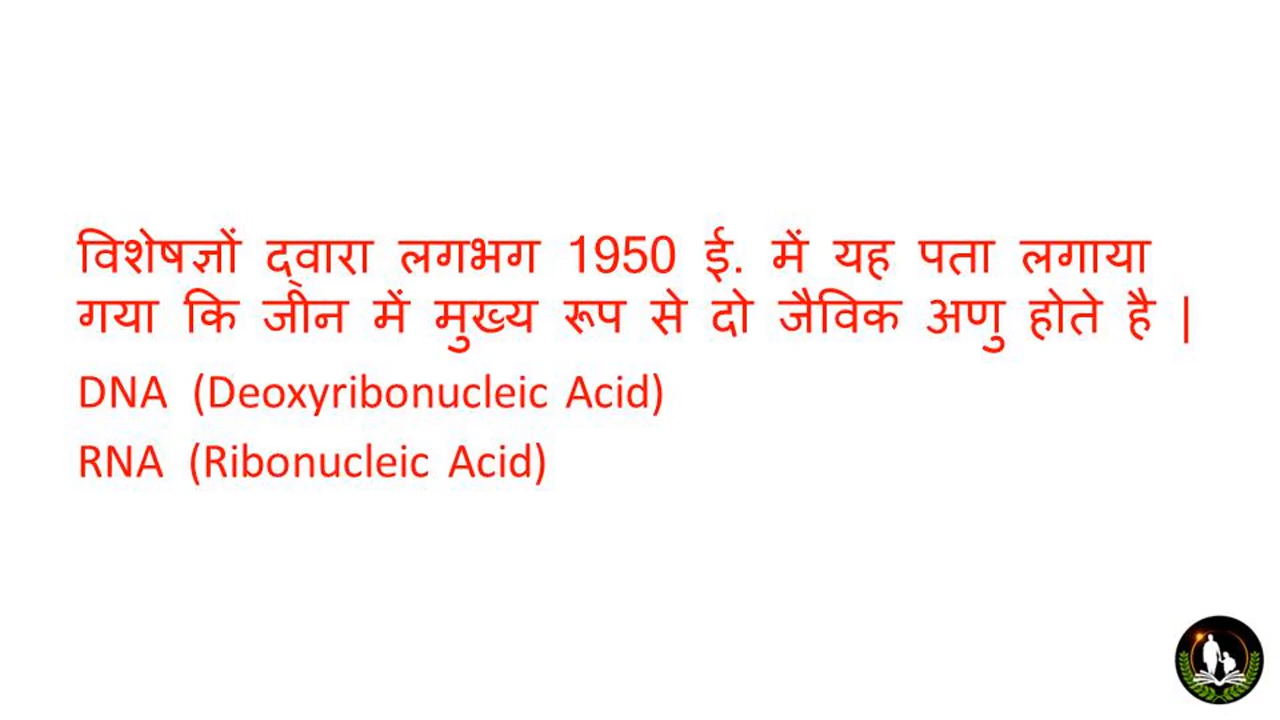 विशेषज्ञों द्वारा लगभग 1950 ई. में यह पता लगाया
गया कि जीन में मुख्य रूप से दो जैविक अणु होते है |
DNA (Deoxyribonucleic Acid)
RNA (Ribonucleic Acid)